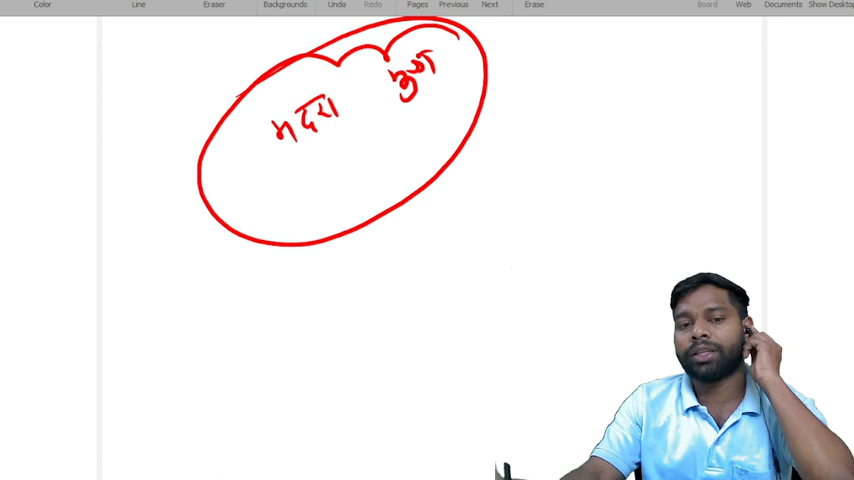 Color Line Eraser Backgrounds Undo Redo Pages Previous Next Erase Board Web Documents Show Desktop
मदरा